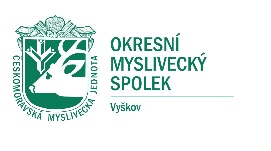 ČESKOMORAVSKÁ MYSLIVECKÁ JEDNOTA
OKRESNÍ
MYSLIVECKÝ
SPOLEK
Vyškov